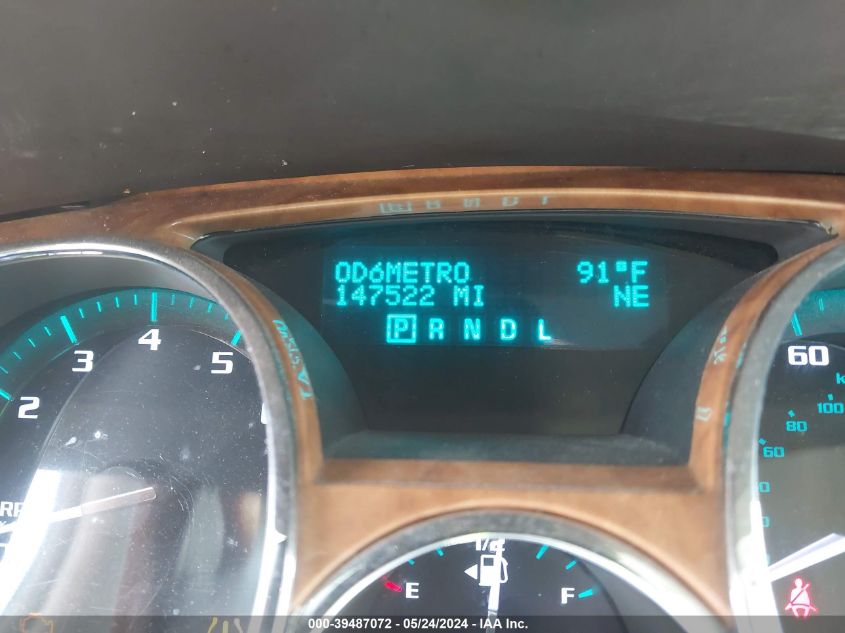 OD6METRO 91°F
147522 MI NE
P R N D L
2 3 4 5
60
60 80 100
1/2
E F
000-39487072 - 05/24/2024 - IAA Inc.